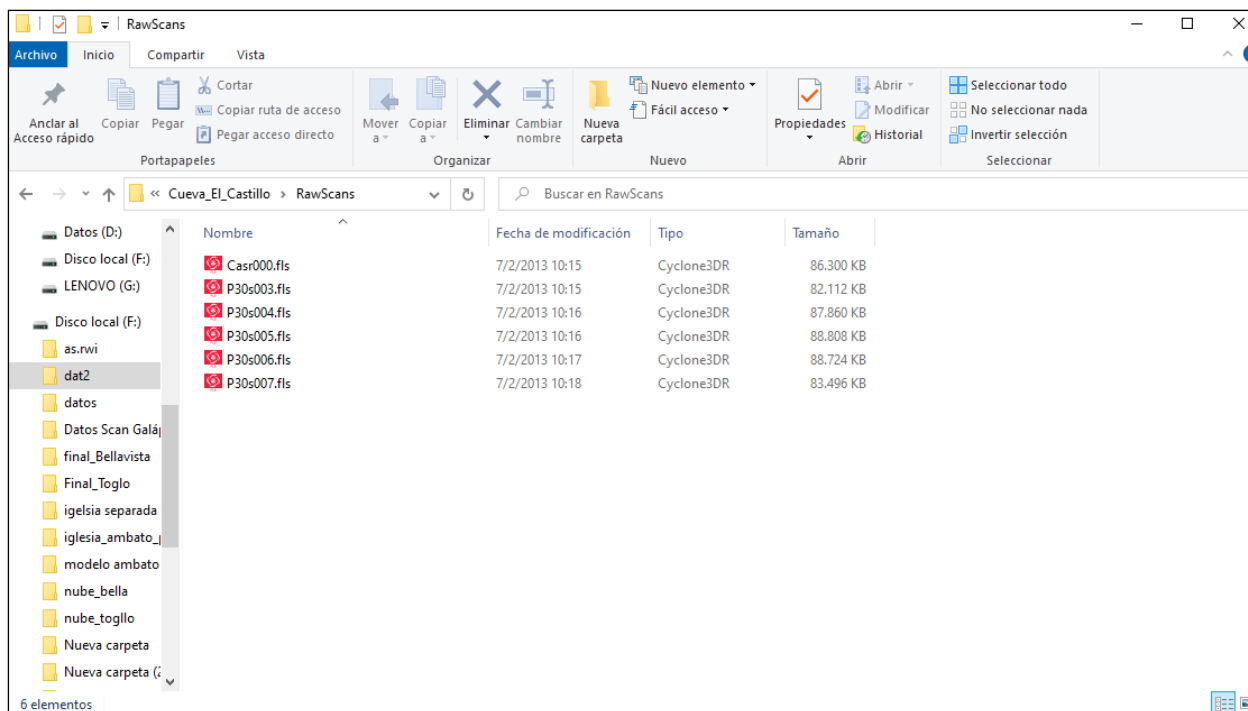 RawScans
Archivo Inicio Compartir Vista
Anclar al Acceso rápido
Copiar
Pegar
Cortar
Copiar ruta de acceso
Pegar acceso directo
Portapapeles
Mover a
Copiar a
Eliminar
Cambiar nombre
Organizar
Nueva carpeta
Nuevo elemento
Fácil acceso
Nuevo
Propiedades
Abrir
Modificar
Historial
Abrir
Seleccionar todo
No seleccionar nada
Invertir selección
Seleccionar
« Cueva_El_Castillo > RawScans
Buscar en RawScans
Datos (D:)
Disco local (F:)
LENOVO (G:)
Disco local (F:)
as.rwi
dat2
datos
Datos Scan Galáp
final_Bellavista
Final_Toglo
igelsia separada
iglesia_ambato_p
modelo ambato
nube_bella
nube_togllo
Nueva carpeta
Nueva carpeta (2
Nombre Fecha de modificación Tipo Tamaño
Casr000.fls 7/2/2013 10:15 Cyclone3DR 86.300 KB
P30s003.fls 7/2/2013 10:15 Cyclone3DR 82.112 KB
P30s004.fls 7/2/2013 10:16 Cyclone3DR 87.860 KB
P30s005.fls 7/2/2013 10:16 Cyclone3DR 88.808 KB
P30s006.fls 7/2/2013 10:17 Cyclone3DR 88.724 KB
P30s007.fls 7/2/2013 10:18 Cyclone3DR 83.496 KB
6 elementos